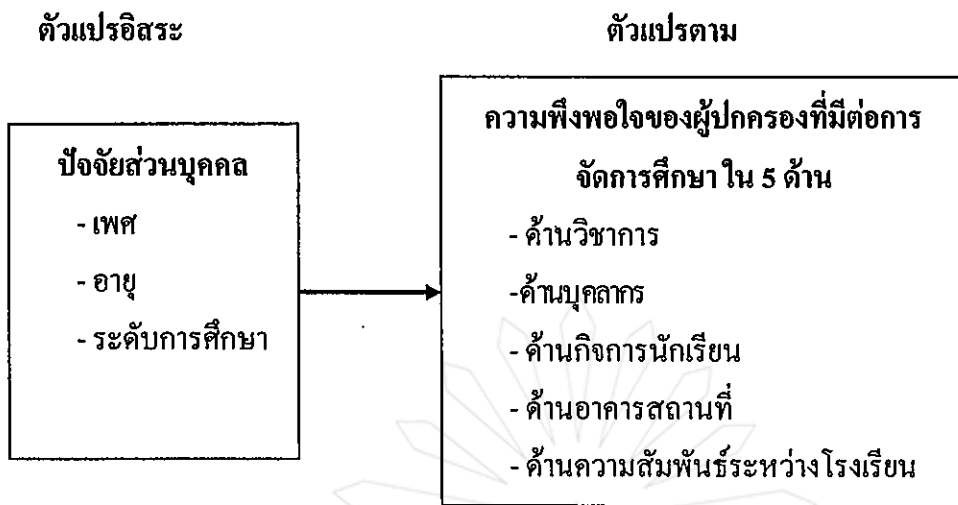 ตัวแปรอิสระ
ตัวแปรตาม
ปัจจัยส่วนบุคคล
- เพศ
- อายุ
- ระดับการศึกษา
ความพึงพอใจของผู้ปกครองที่มีต่อการ
จัดการศึกษา ใน 5 ด้าน
- ด้านวิชาการ
-ด้านบุคลากร
- ด้านกิจการนักเรียน
- ด้านอาคารสถานที่
- ด้านความสัมพันธ์ระหว่างโรงเรียน